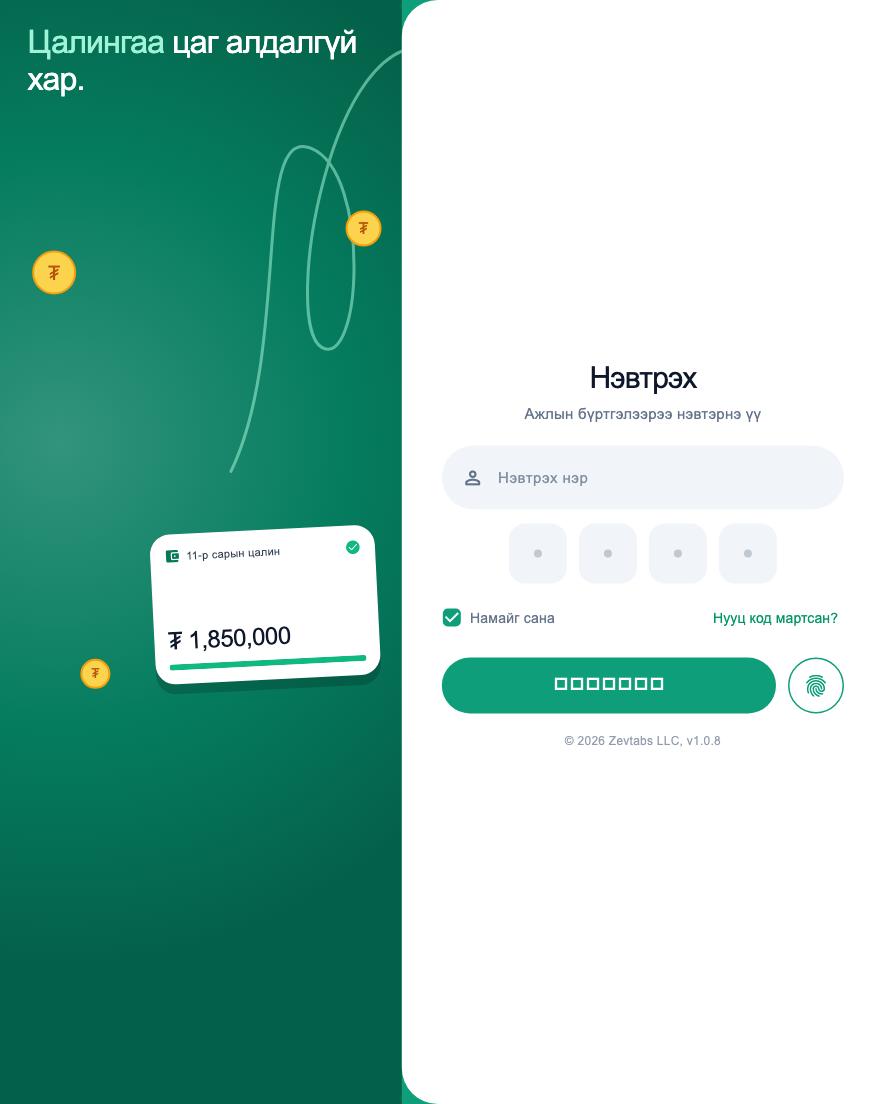 Цалингаа цаг алдалгүй
хар.
₮
₮
11-р сарын цалин
₮ 1,850,000
₮
Нэвтрэх
Ажлын бүртгэлээрээ нэвтэрнэ үү
Нэвтрэх нэр
Намайг сана
Нууц код мартсан?
© 2026 Zevtabs LLC, v1.0.8